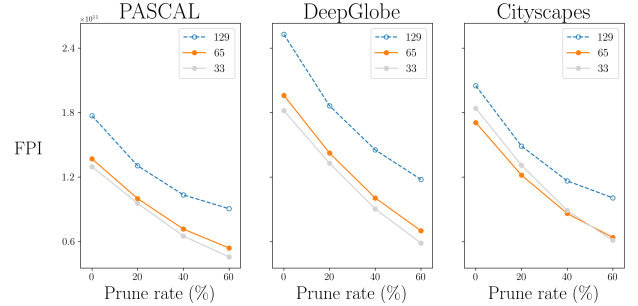 PASCAL
DeepGlobe
Cityscapes
×10¹¹
2.4
1.8
1.2
0.6
FPI
129
65
33
129
65
33
129
65
33
0 20 40 60
0 20 40 60
0 20 40 60
Prune rate (%)
Prune rate (%)
Prune rate (%)